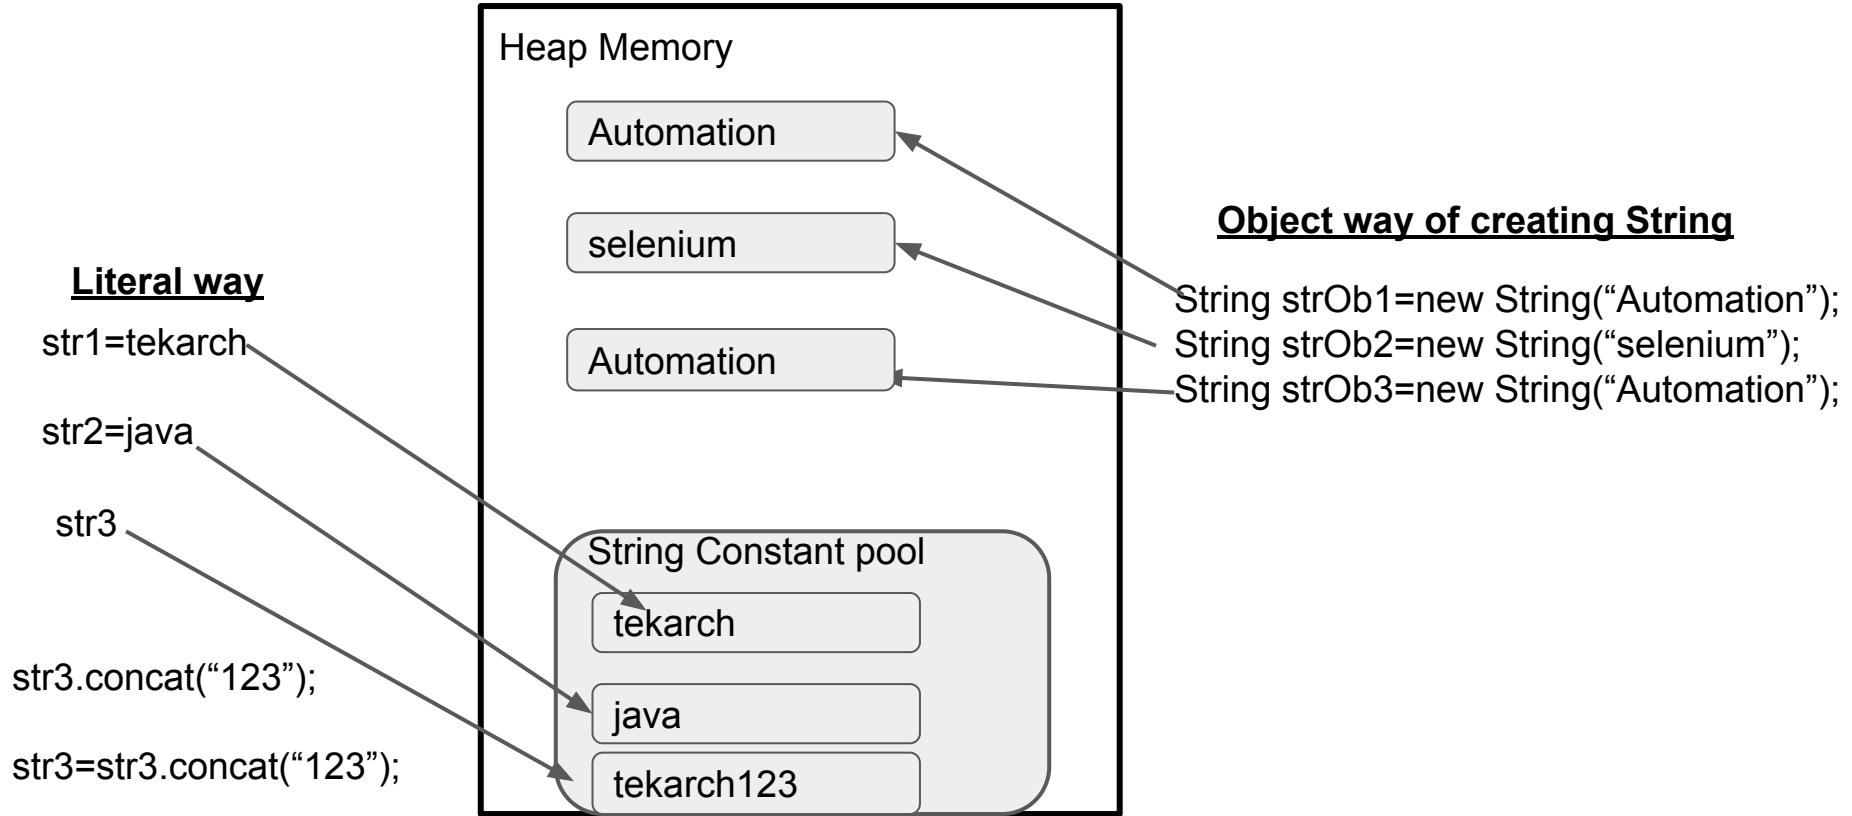 Heap Memory
Automation
selenium
Automation
String Constant pool
tekarch
java
tekarch123
Literal way
str1=tekarch
str2=java
str3
str3.concat(“123”);
str3=str3.concat(“123”);
Object way of creating String
String strOb1=new String(“Automation”);
String strOb2=new String(“selenium”);
String strOb3=new String(“Automation”);